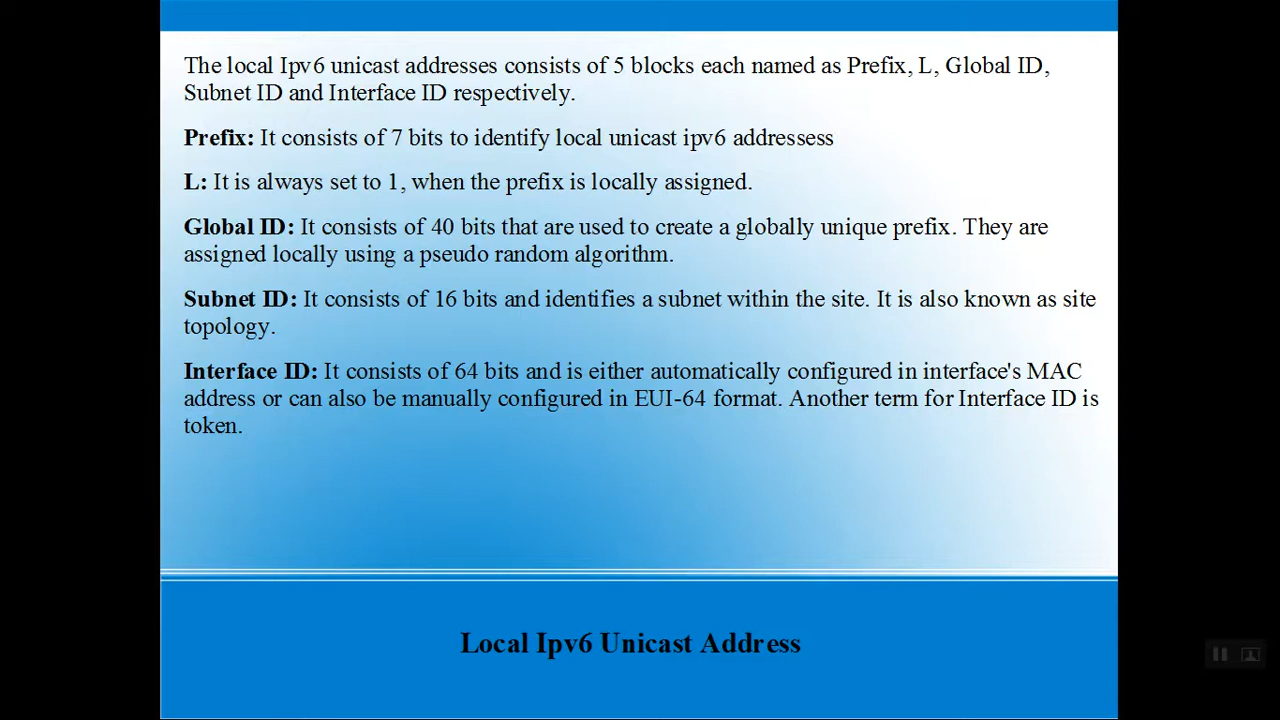 The local Ipv6 unicast addresses consists of 5 blocks each named as Prefix, L, Global ID,
Subnet ID and Interface ID respectively.
Prefix: It consists of 7 bits to identify local unicast ipv6 addressess
L: It is always set to 1, when the prefix is locally assigned.
Global ID: It consists of 40 bits that are used to create a globally unique prefix. They are
assigned locally using a pseudo random algorithm.
Subnet ID: It consists of 16 bits and identifies a subnet within the site. It is also known as site
topology.
Interface ID: It consists of 64 bits and is either automatically configured in interface's MAC
address or can also be manually configured in EUI-64 format. Another term for Interface ID is
token.
Local Ipv6 Unicast Address